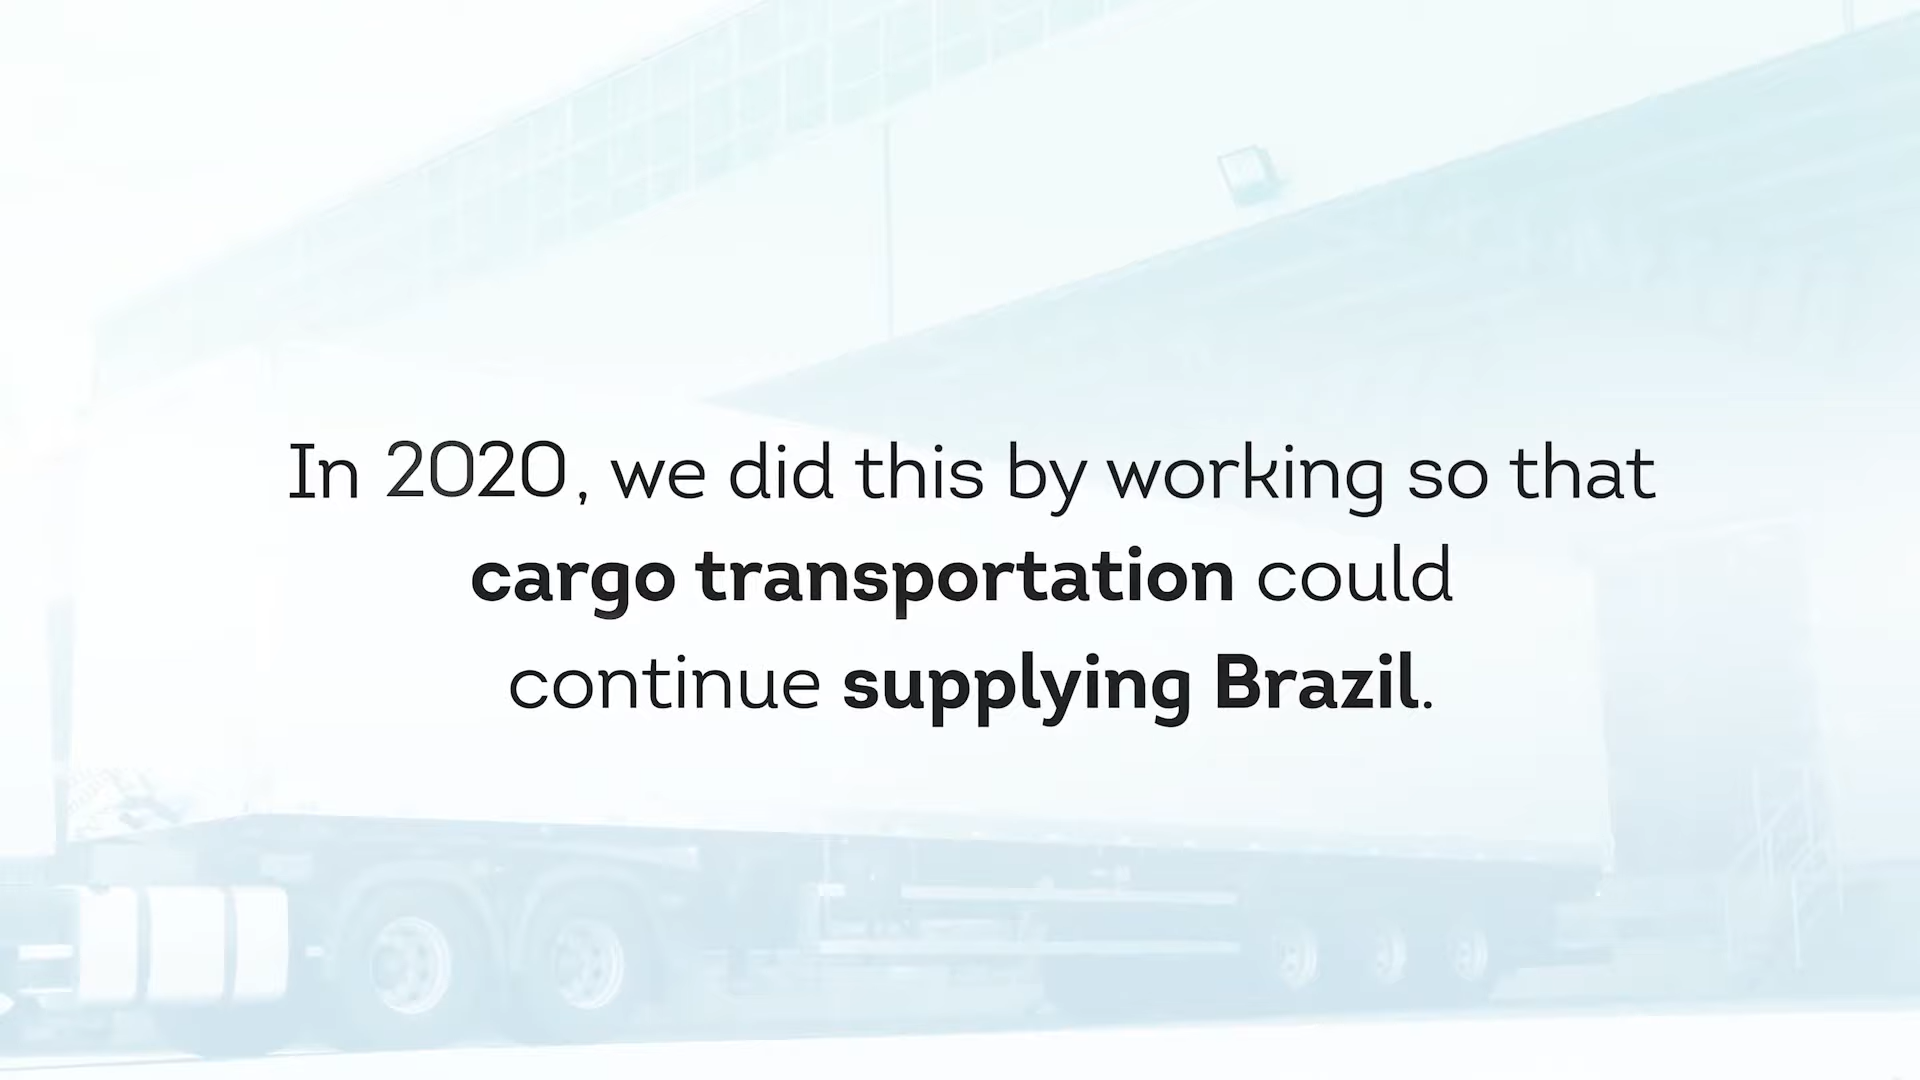 In 2020, we did this by working so that
cargo transportation could
continue supplying Brazil.